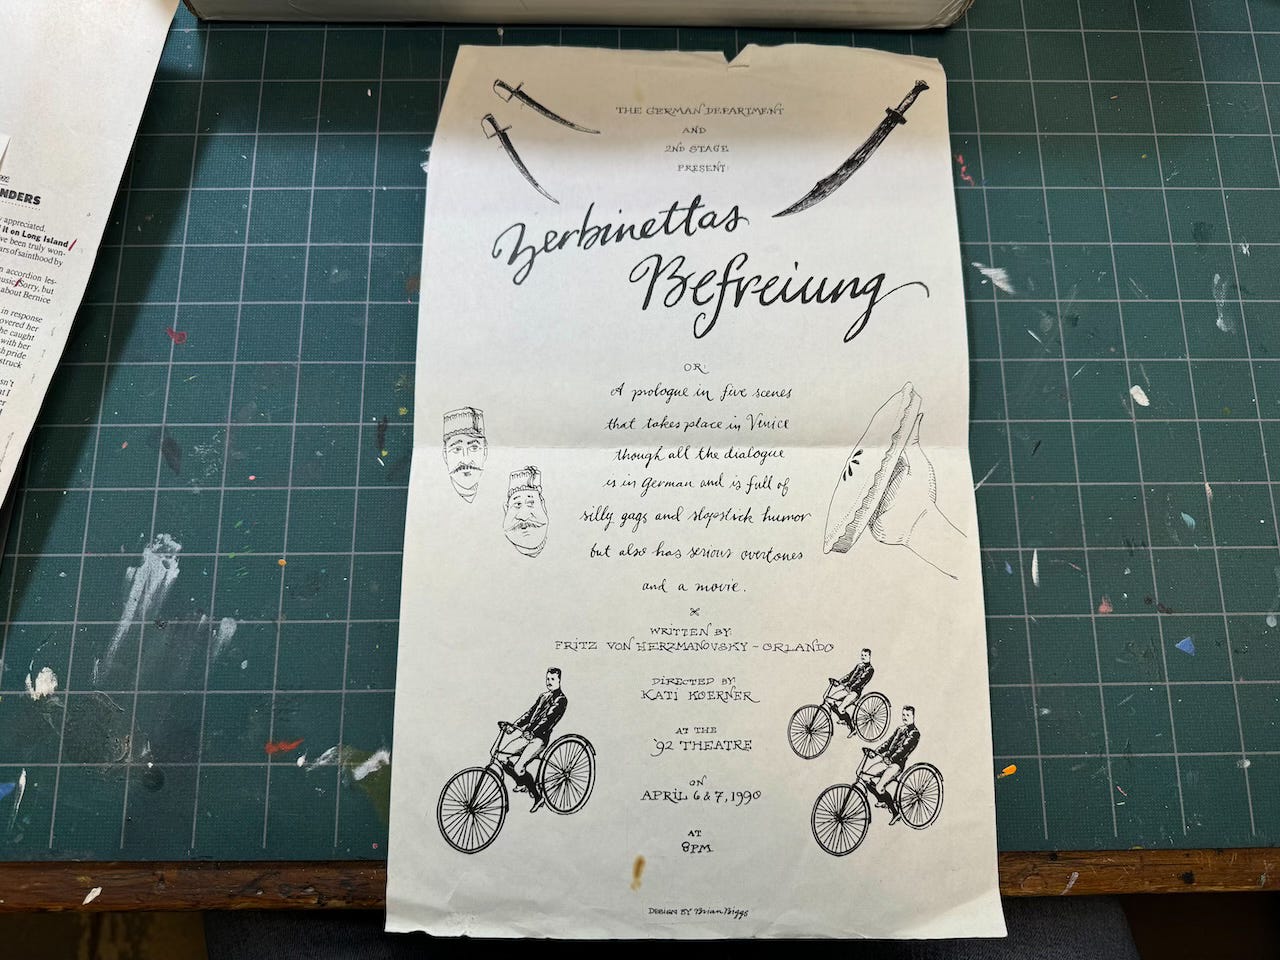 THE GERMAN DEPARTMENT
AND
2ND STAGE
PRESENT
Zerbinettas
Befreiung
OR:
A prologue in five scenes
that takes place in Venice
though all the dialogue
is in German and is full of
silly gags and slapstick humor
but also has serious overtones
and a movie.
WRITTEN BY:
FRITZ VON HERZMANOVSKY-ORLANDO
DIRECTED BY:
KATI KOERNER
AT THE
'92 THEATRE
ON
APRIL 6 & 7, 1990
AT
8PM
DESIGN BY Brian Biggs
NDERS
appreciated.
it on Long Island
ve been truly won-
ars of sainthood by
n accordion les-
usic Sorry, but
about Bernice
in response
overed her
he caught
with her
pride
struck
sn't